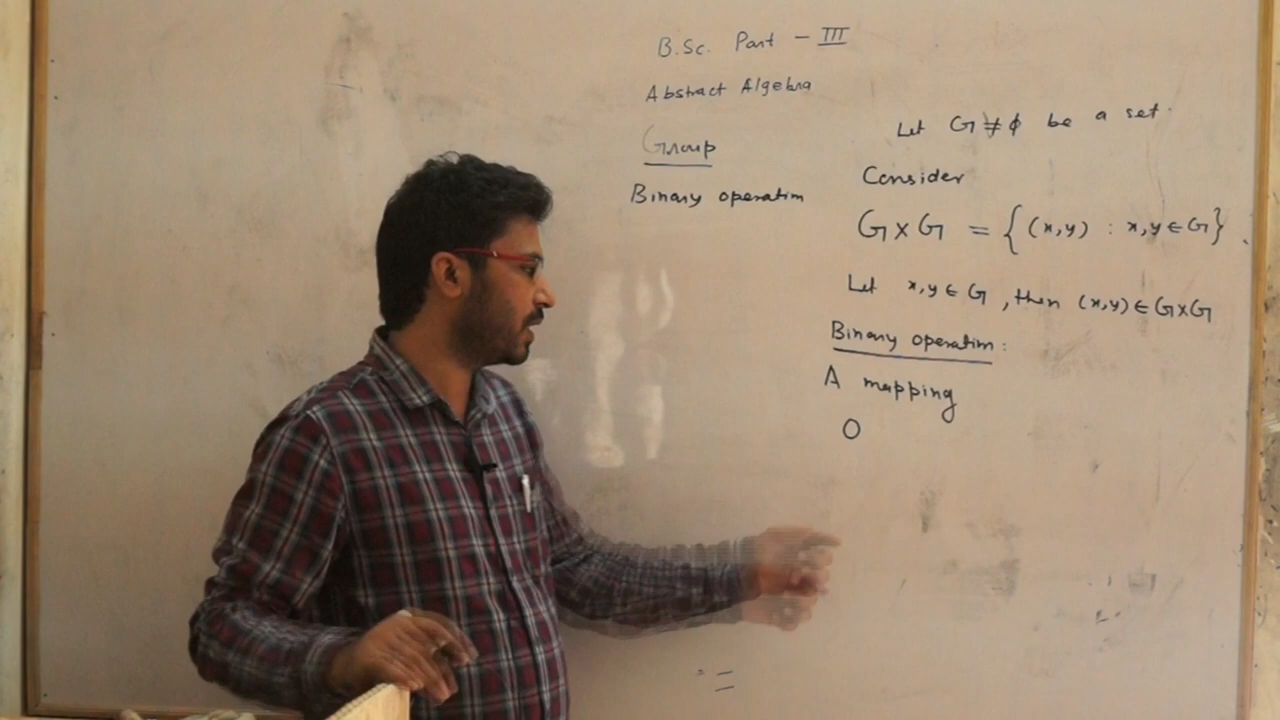 B.Sc. Part - III
Abstract Algebra
Group
Binary operation
Let G ≠ ϕ be a set.
Consider
G×G = {(x,y) : x,y ∈ G}.
Let x,y ∈ G, then (x,y) ∈ G×G
Binary operation:
A mapping
O